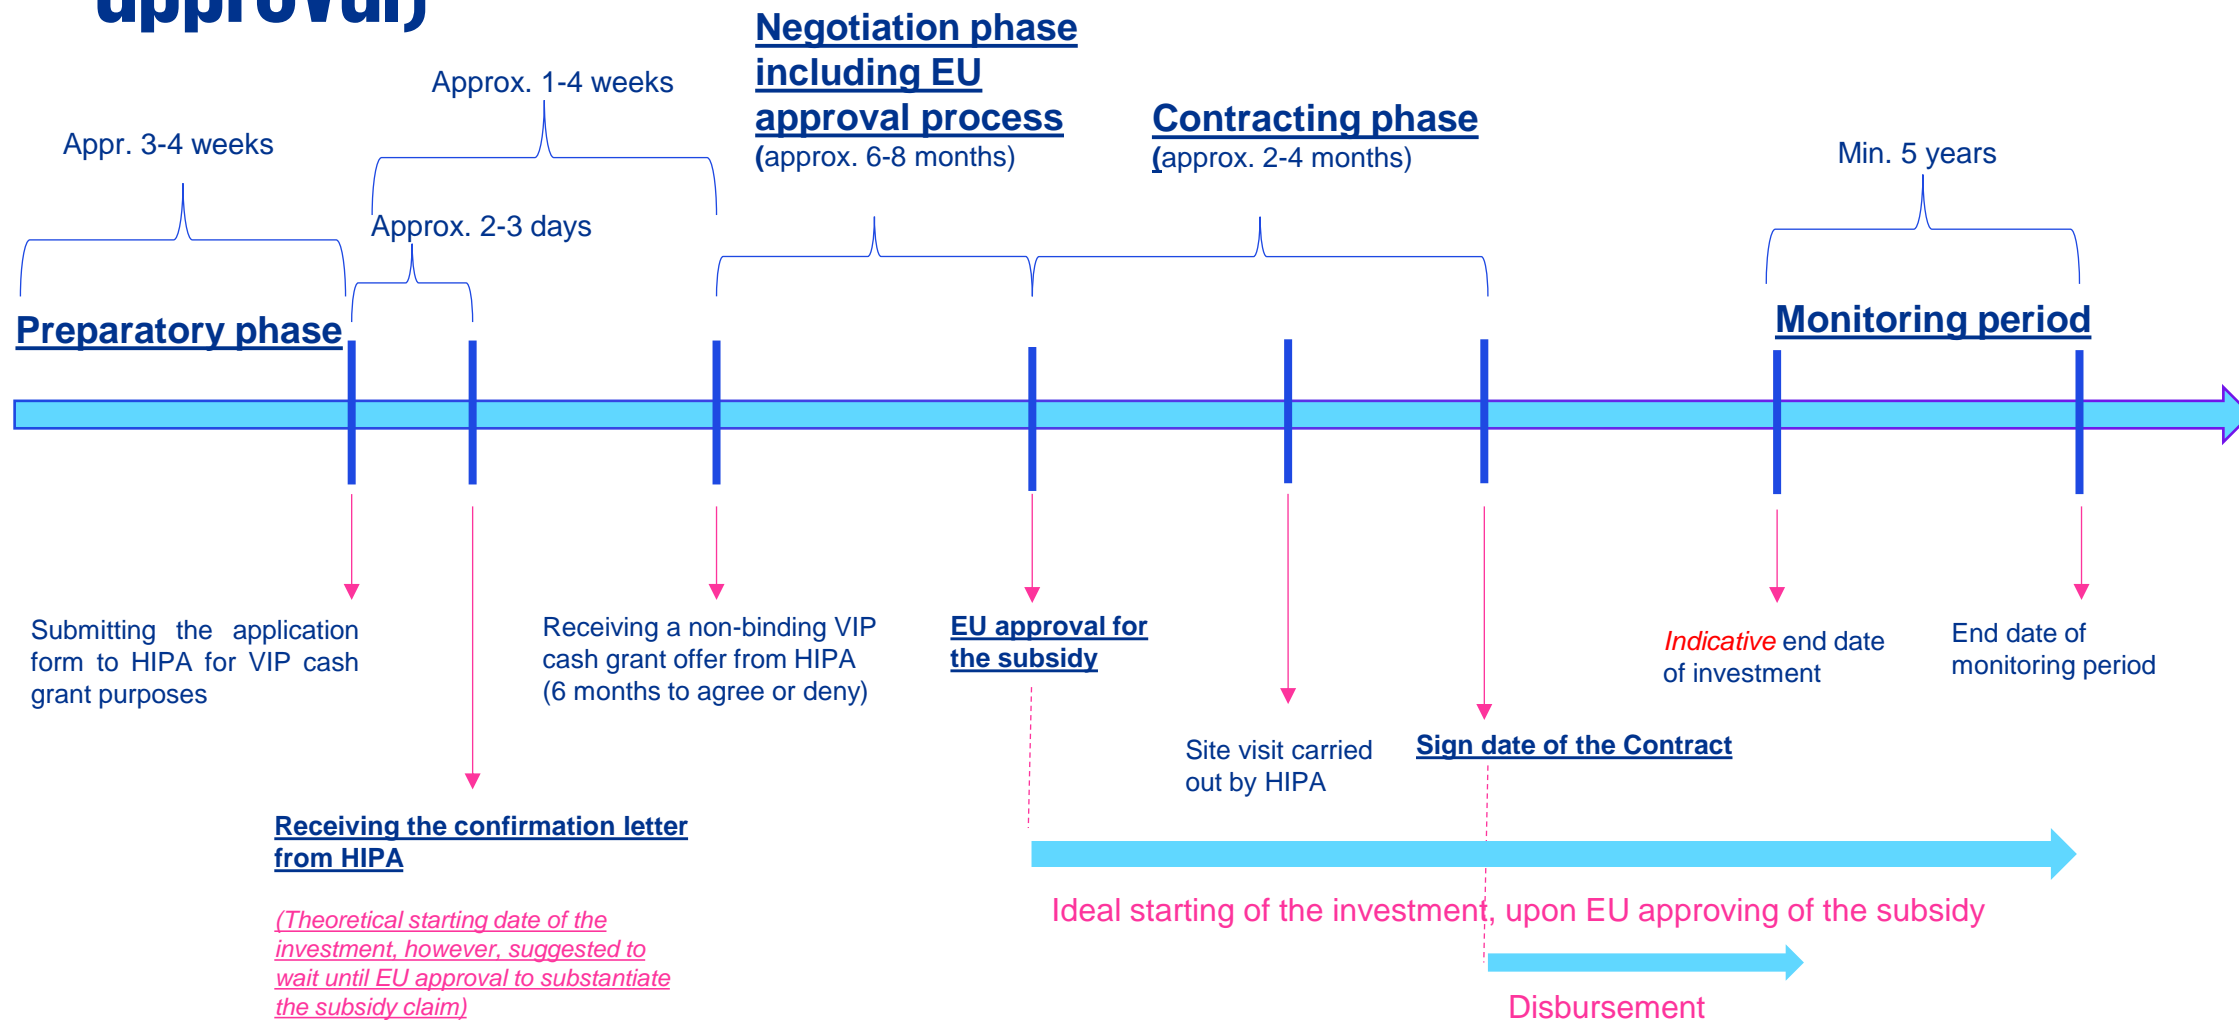 approval)
Negotiation phase
including EU
approval process
(approx. 6-8 months)
Approx. 1-4 weeks
Contracting phase
(approx. 2-4 months)
Appr. 3-4 weeks
Min. 5 years
Approx. 2-3 days
Preparatory phase
Monitoring period
Submitting the application
form to HIPA for VIP cash
grant purposes
Receiving a non-binding VIP
cash grant offer from HIPA
(6 months to agree or deny)
EU approval for
the subsidy
Indicative end date
of investment
End date of
monitoring period
Site visit carried
out by HIPA
Sign date of the Contract
Receiving the confirmation letter
from HIPA
(Theoretical starting date of the
investment, however, suggested to
wait until EU approval to substantiate
the subsidy claim)
Ideal starting of the investment, upon EU approving of the subsidy
Disbursement